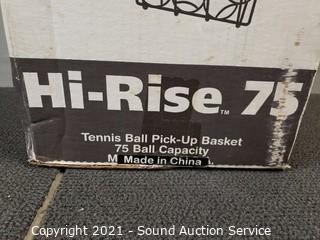 Hi-Rise™ 75
Tennis Ball Pick-Up Basket
75 Ball Capacity
M Made in China
Copyright 2021 - Sound Auction Service